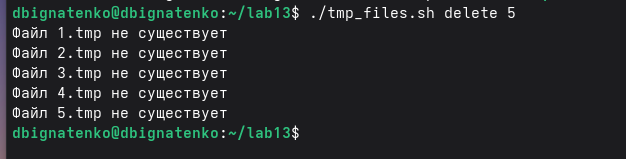 dbignatenko@dbignatenko:~/lab13$ ./tmp_files.sh delete 5
Файл 1.tmp не существует
Файл 2.tmp не существует
Файл 3.tmp не существует
Файл 4.tmp не существует
Файл 5.tmp не существует
dbignatenko@dbignatenko:~/lab13$